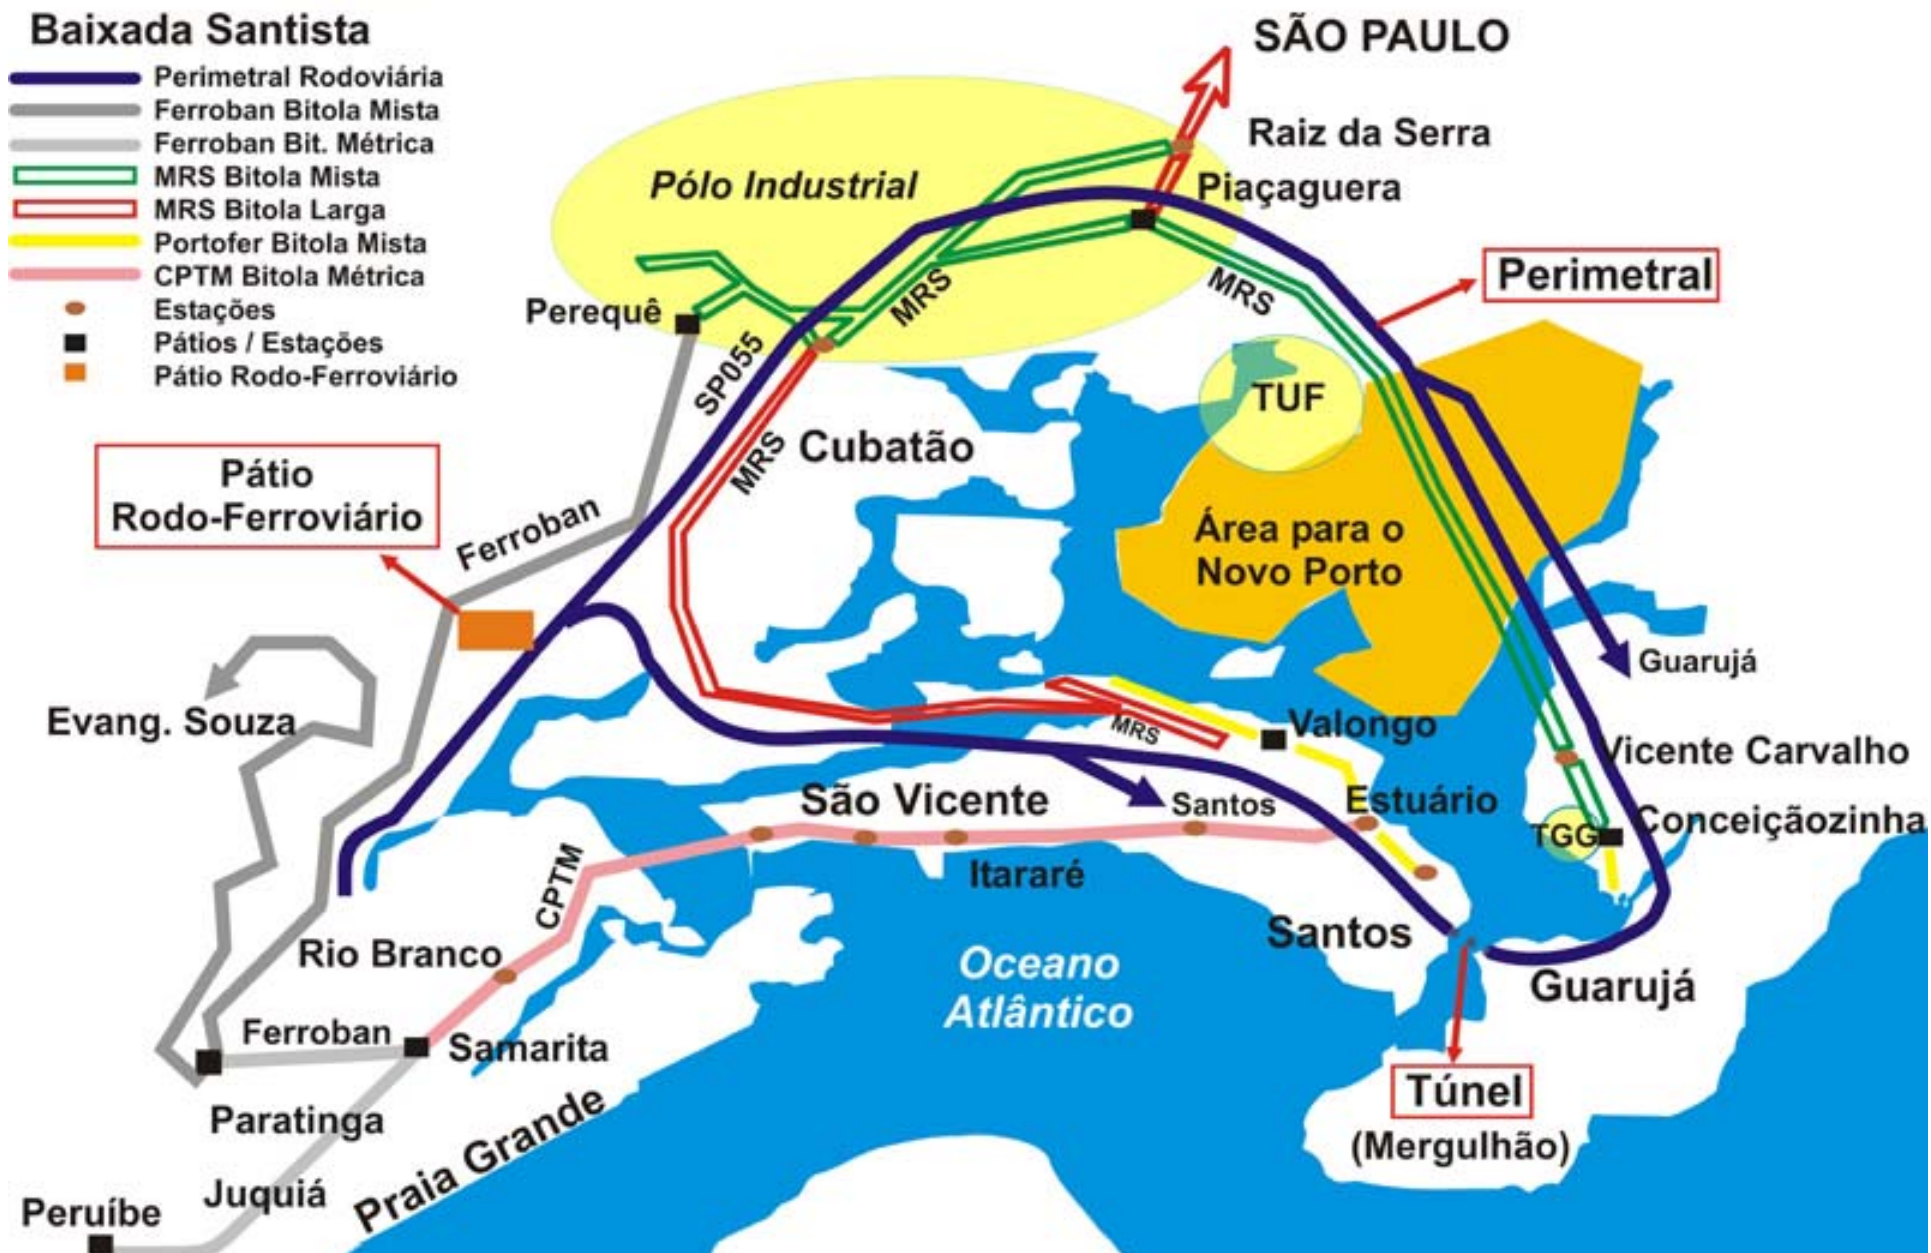 Baixada Santista
Perimetral Rodoviária
Ferroban Bitola Mista
Ferroban Bit. Métrica
MRS Bitola Mista
MRS Bitola Larga
Portofer Bitola Mista
CPTM Bitola Métrica
Estações
Pátios / Estações
Pátio Rodo-Ferroviário
SÃO PAULO
Raiz da Serra
Piaçaguera
Pólo Industrial
Perimetral
MRS
MRS
Perequê
SP055
MRS
TUF
Cubatão
Pátio
Rodo-Ferroviário
Ferroban
Área para o
Novo Porto
Guarujá
Evang. Souza
MRS
Valongo
Vicente Carvalho
São Vicente
Santos
Estuário
TGG
Conceiçãozinha
Itararé
CPTM
Rio Branco
Santos
Oceano
Atlântico
Guarujá
Ferroban
Samarita
Túnel
(Mergulhão)
Paratinga
Praia Grande
Juquiá
Peruíbe